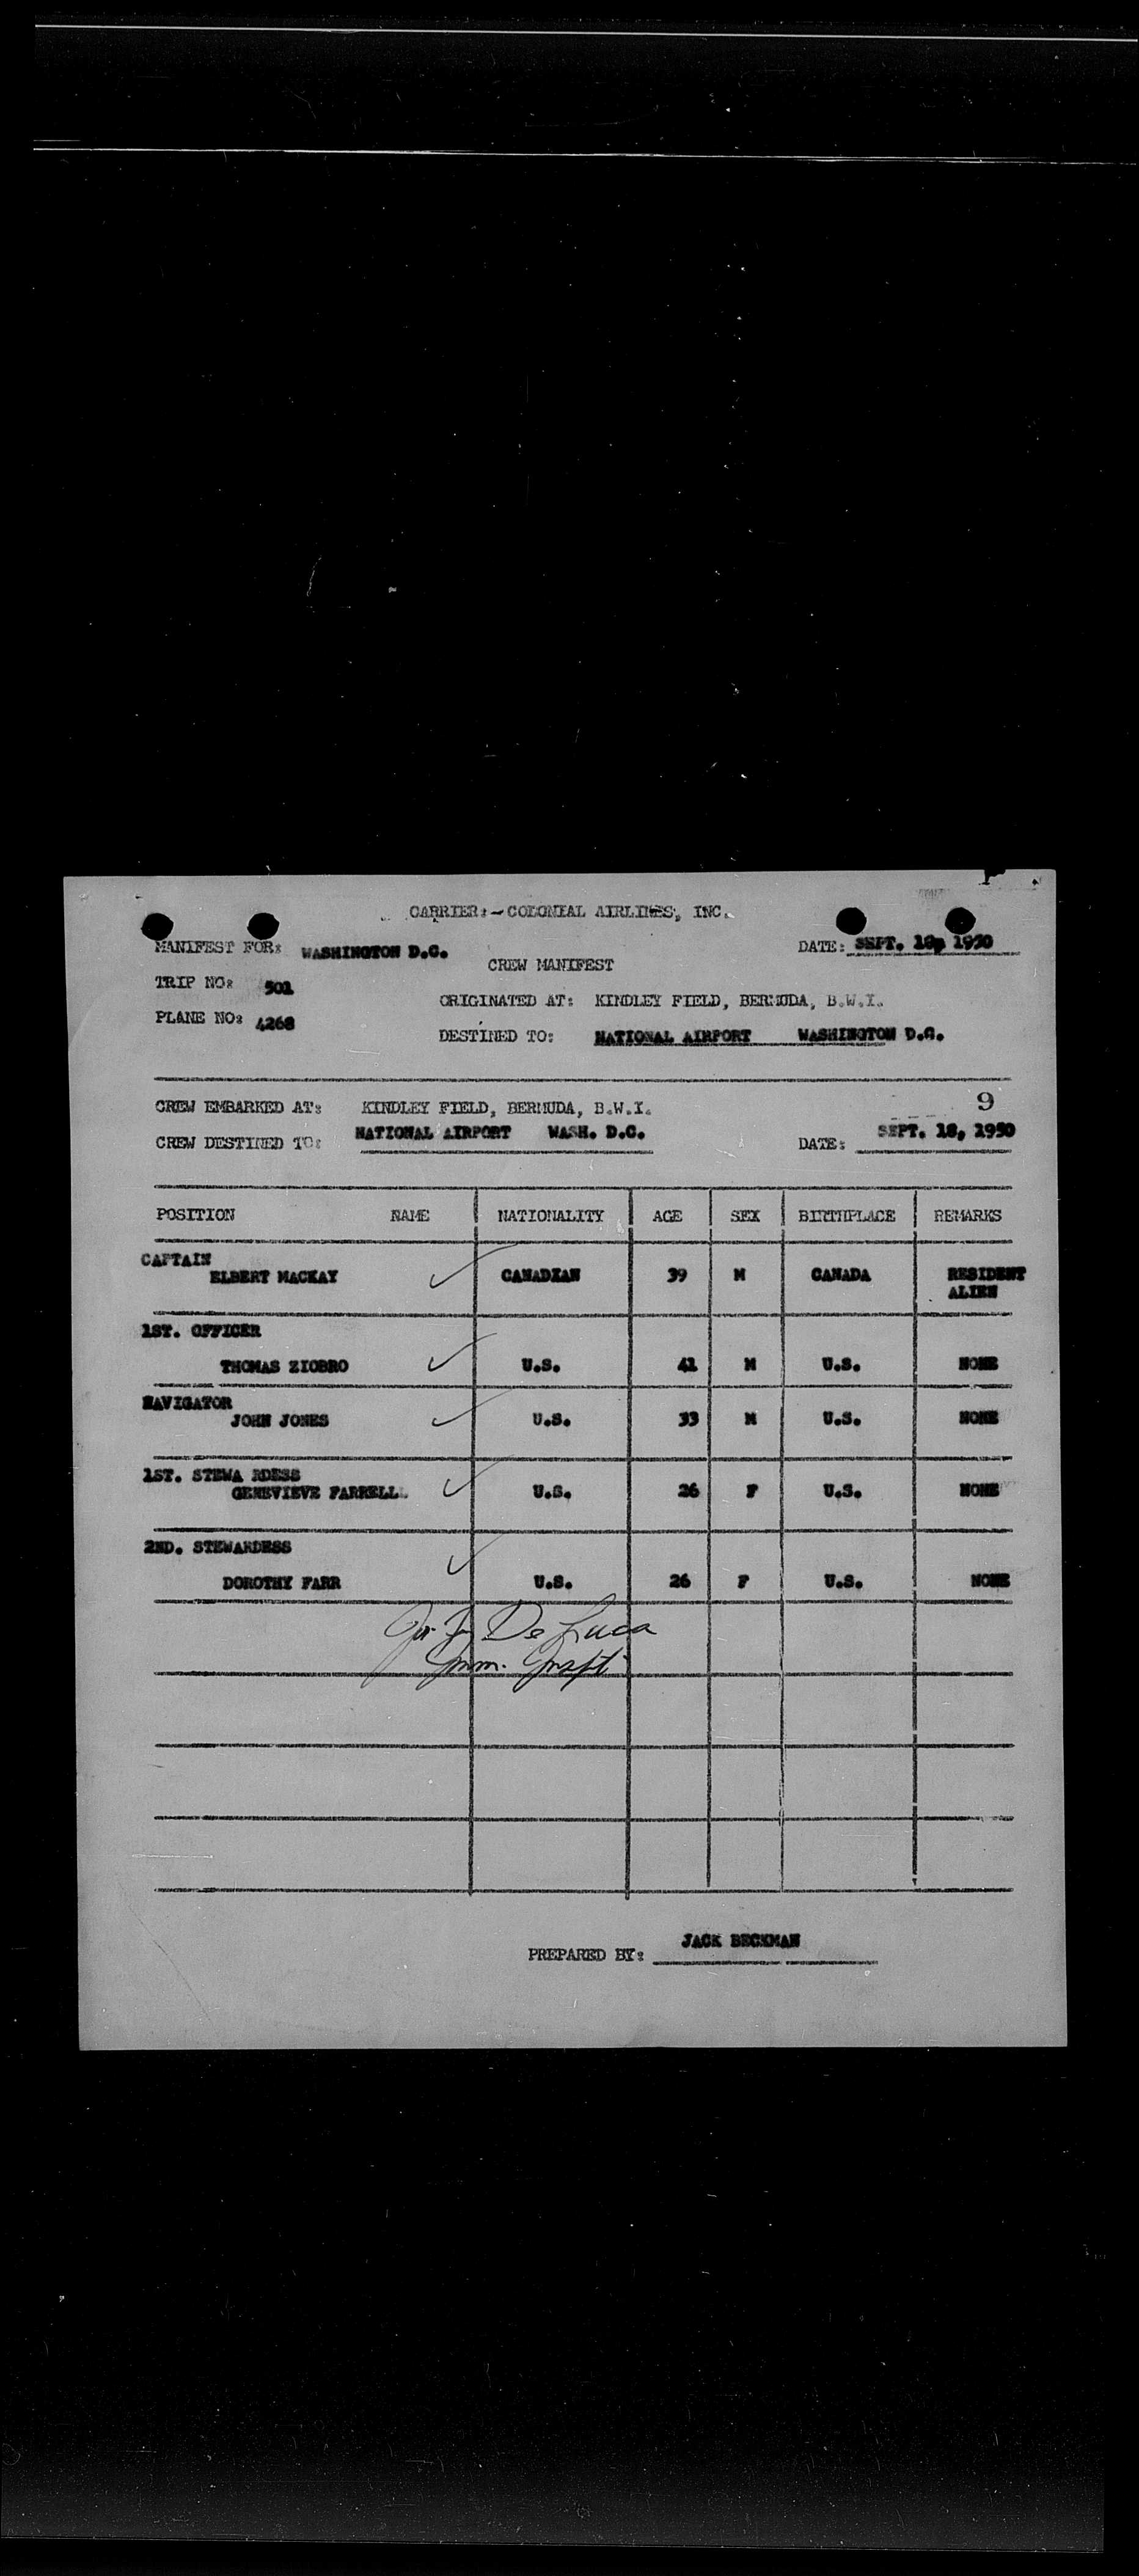 CARRIER:-COLONIAL AIRLINES, INC.
MANIFEST FOR: WASHINGTON D.C. DATE: SEPT. 18, 1950
CREW MANIFEST
TRIP NO: 501
ORIGINATED AT: KINDLEY FIELD, BERMUDA, B.W.I.
PLANE NO: 4268
DESTINED TO: NATIONAL AIRPORT WASHINGTON D.C.
9
CREW EMBARKED AT: KINDLEY FIELD, BERMUDA, B.W.I.
CREW DESTINED TO: NATIONAL AIRPORT WASH. D.C. DATE: SEPT. 18, 1950
POSITION NAME NATIONALITY AGE SEX BIRTHPLACE REMARKS
CAPTAIN
ELBERT MACKAY CANADIAN 39 M CANADA RESIDENT
ALIEN
1ST. OFFICER
THOMAS ZIOBRO U.S. 41 M U.S. NONE
NAVIGATOR
JOHN JONES U.S. 33 M U.S. NONE
1ST. STEWA RDESS
GENEVIEVE FARRELL U.S. 26 F U.S. NONE
2ND. STEWARDESS
DOROTHY FARR U.S. 26 F U.S. NONE
De Luca
Imm. Inspt
PREPARED BY: JACK BECKMAN